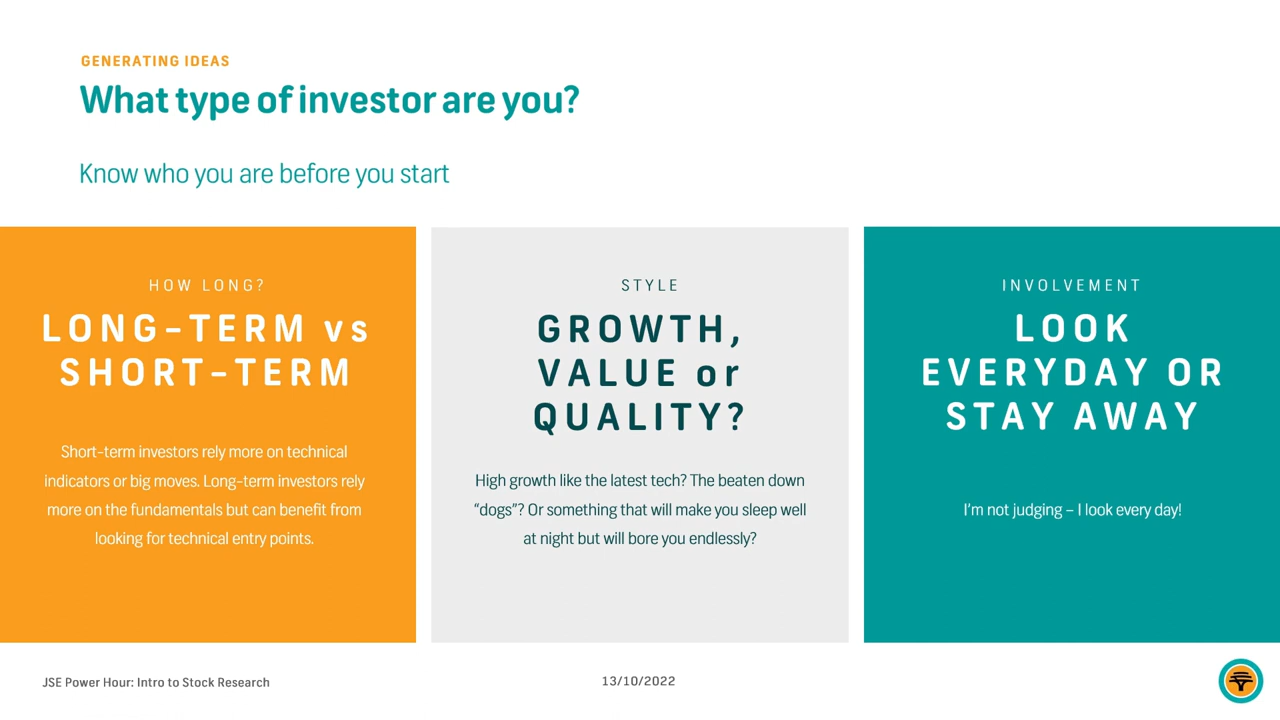 GENERATING IDEAS
What type of investor are you?
Know who you are before you start
HOW LONG?
LONG-TERM vs
SHORT-TERM
Short-term investors rely more on technical
indicators or big moves. Long-term investors rely
more on the fundamentals but can benefit from
looking for technical entry points.
STYLE
GROWTH,
VALUE or
QUALITY?
High growth like the latest tech? The beaten down
“dogs”? Or something that will make you sleep well
at night but will bore you endlessly?
INVOLVEMENT
LOOK
EVERYDAY OR
STAY AWAY
I’m not judging – I look every day!
JSE Power Hour: Intro to Stock Research
13/10/2022